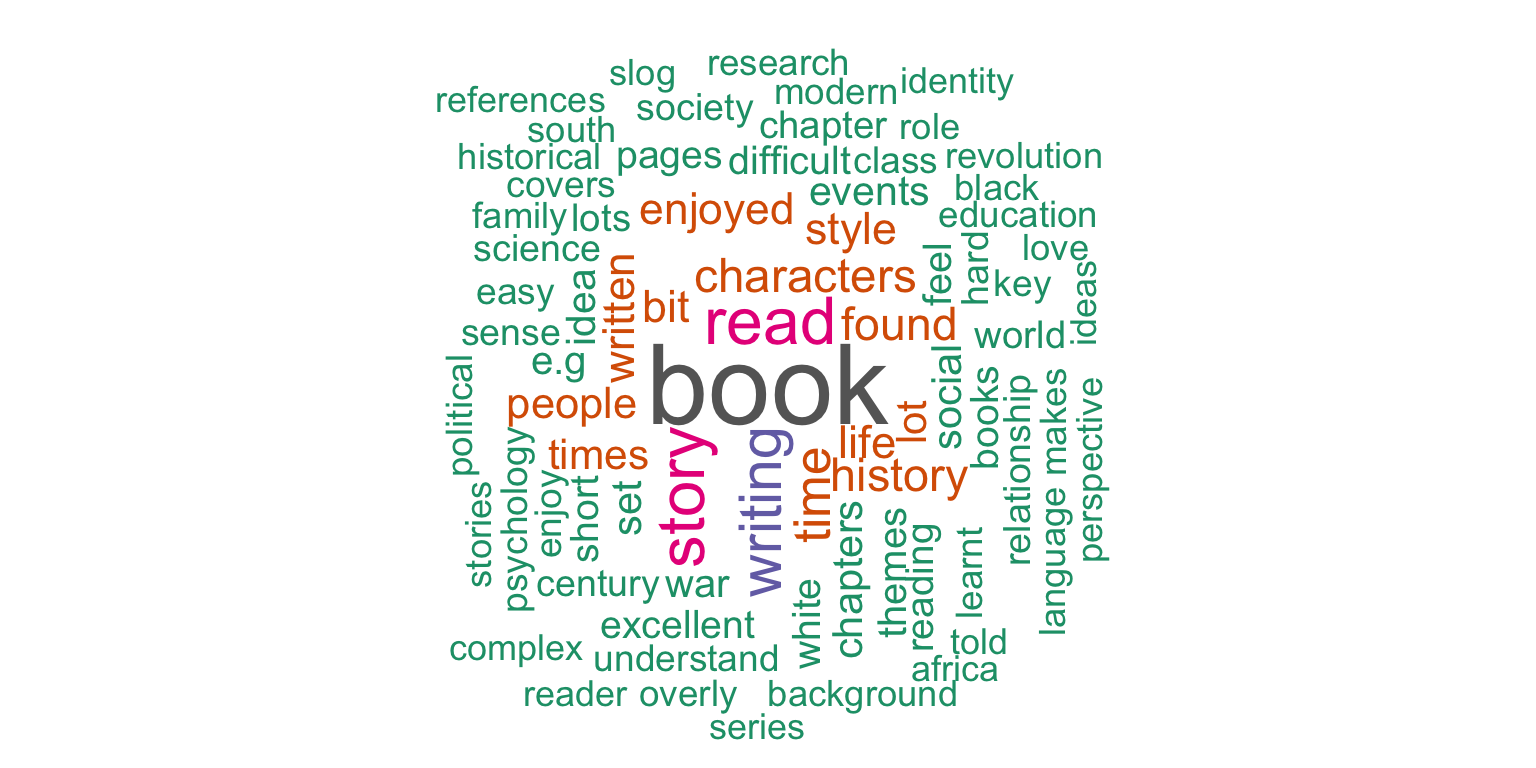 slog research
references society modern identity
south chapter role
historical pages difficult class revolution
covers events black
family lots enjoyed style education
science characters feel hard love
easy idea written bit key ideas
sense read found world
e.g book social
people lot books relationship makes perspective
political times story writing time life history
stories psychology enjoy short set
century war chapters themes reading learnt language
excellent white
complex understand told
africa
reader overly background
series